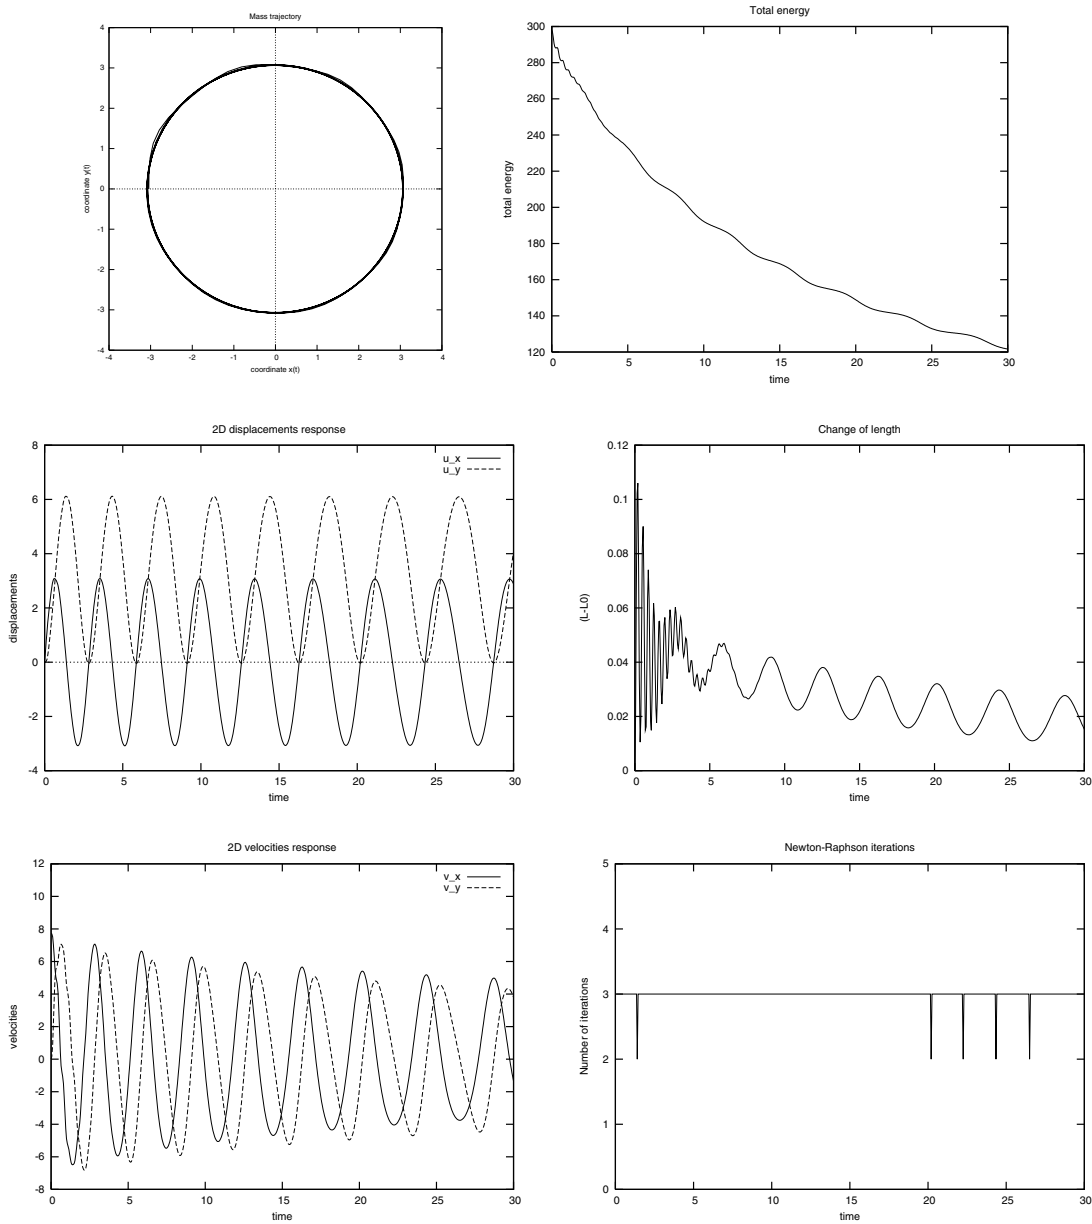 Mass trajectory
4
3
2
1
0
-1
-2
-3
-4
coordinate y(t)
-4 -3 -2 -1 0 1 2 3 4
coordinate x(t)
Total energy
300
280
260
240
220
200
180
160
140
120
total energy
0 5 10 15 20 25 30
time
2D displacements response
u_x
u_y
8
6
4
2
0
-2
-4
displacements
0 5 10 15 20 25 30
time
Change of length
0.12
0.1
0.08
0.06
0.04
0.02
0
(L-L0)
0 5 10 15 20 25 30
time
2D velocities response
v_x
v_y
12
10
8
6
4
2
0
-2
-4
-6
-8
velocities
0 5 10 15 20 25 30
time
Newton-Raphson iterations
5
4
3
2
1
0
Number of iterations
0 5 10 15 20 25 30
time